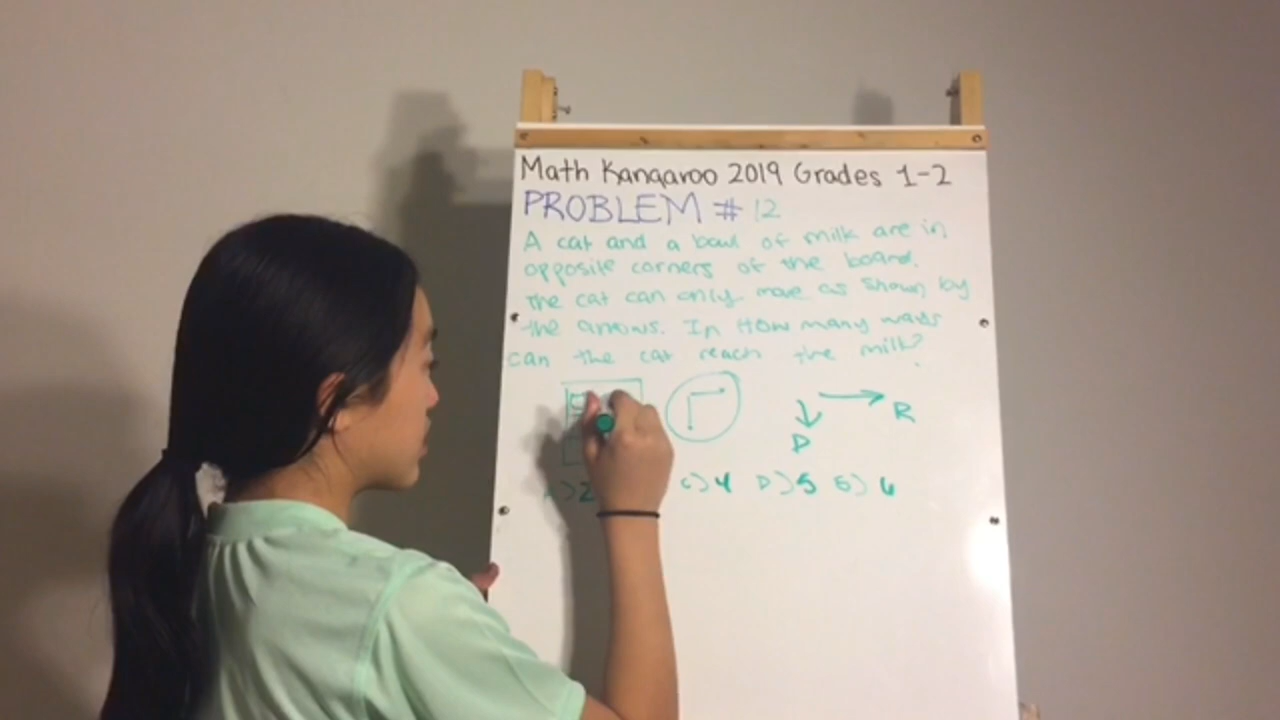 Math Kangaroo 2019 Grades 1-2
PROBLEM # 12
A cat and a bowl of milk are in
opposite corners of the board.
The cat can only move as shown by
the arrows. In How many ways
can the cat reach the milk?
R
D
A) 2 C) 4 D) 5 E) 6